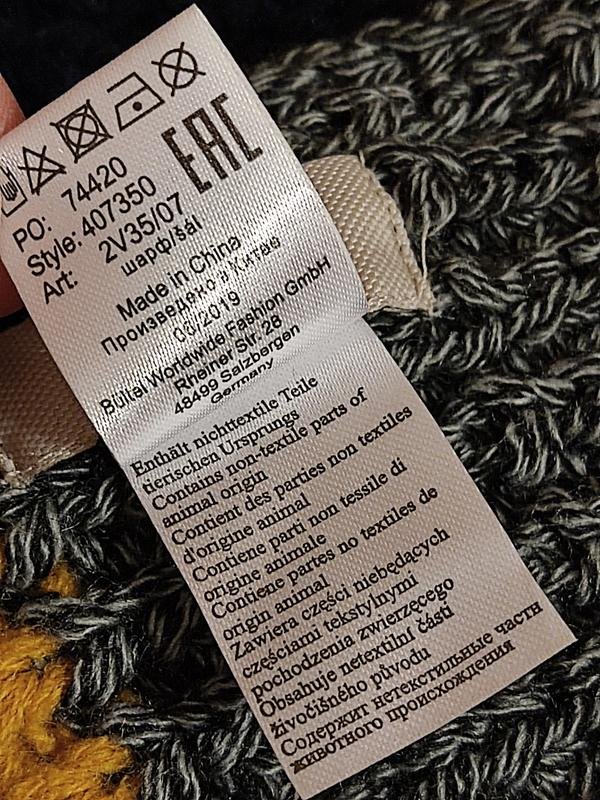 EAC
PO: 74420
Style: 407350
Art: 2V35/07
шарф/šál
Made in China
Произведено в Китае
08/2019
Bültel Worldwide Fashion GmbH
Rheiner Str. 28
48499 Salzbergen
Germany
Enthält nichttextile Teile
tierischen Ursprungs
Contains non-textile parts of
animal origin
Contient des parties non textiles
d'origine animal
Contiene parti non tessile di
origine animale
Contiene partes no textiles de
origin animal
Zawiera części niebędących
częściami tekstylnymi
pochodzenia zwierzęcego
Obsahuje netextilní části
živočišného původu
Содержит нетекстильные части
животного происхождения